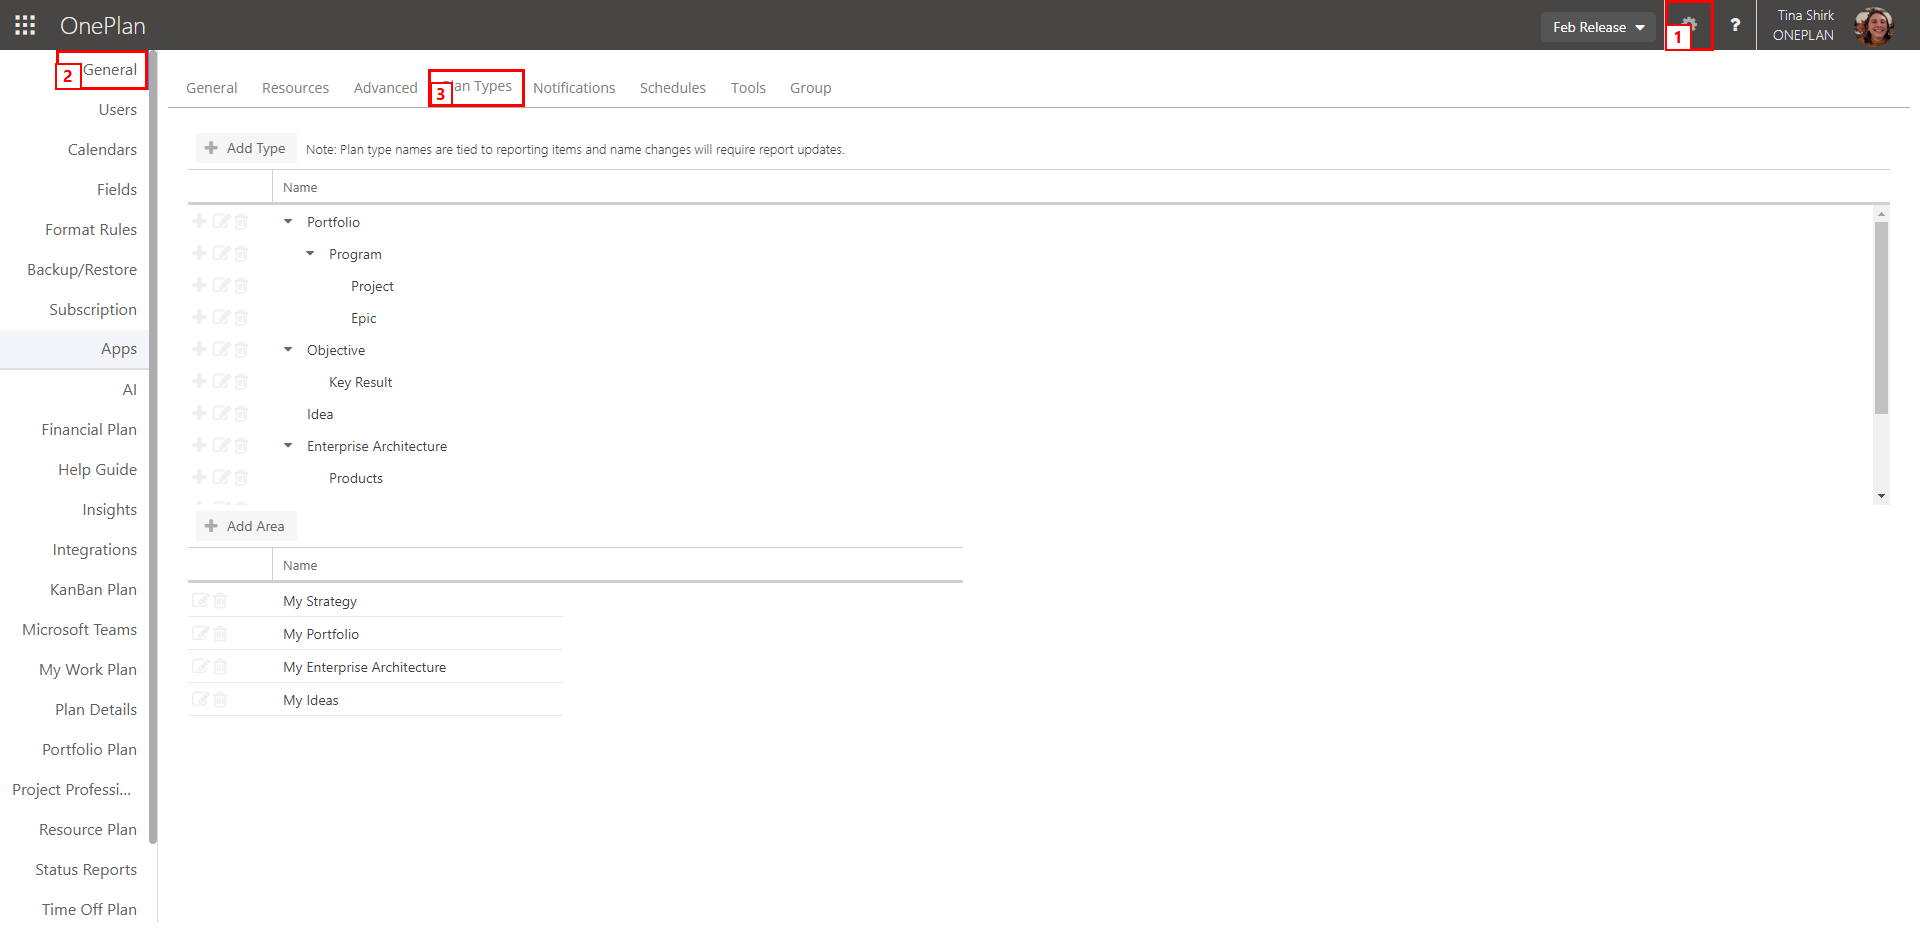 OnePlan
Feb Release
1
?
Tina Shirk
ONEPLAN
2
General
Users
Calendars
Fields
Format Rules
Backup/Restore
Subscription
Apps
AI
Financial Plan
Help Guide
Insights
Integrations
KanBan Plan
Microsoft Teams
My Work Plan
Plan Details
Portfolio Plan
Project Professi...
Resource Plan
Status Reports
Time Off Plan
General Resources Advanced 3 lan Types Notifications Schedules Tools Group
Add Type Note: Plan type names are tied to reporting items and name changes will require report updates.
Name
Portfolio
Program
Project
Epic
Objective
Key Result
Idea
Enterprise Architecture
Products
Add Area
Name
My Strategy
My Portfolio
My Enterprise Architecture
My Ideas